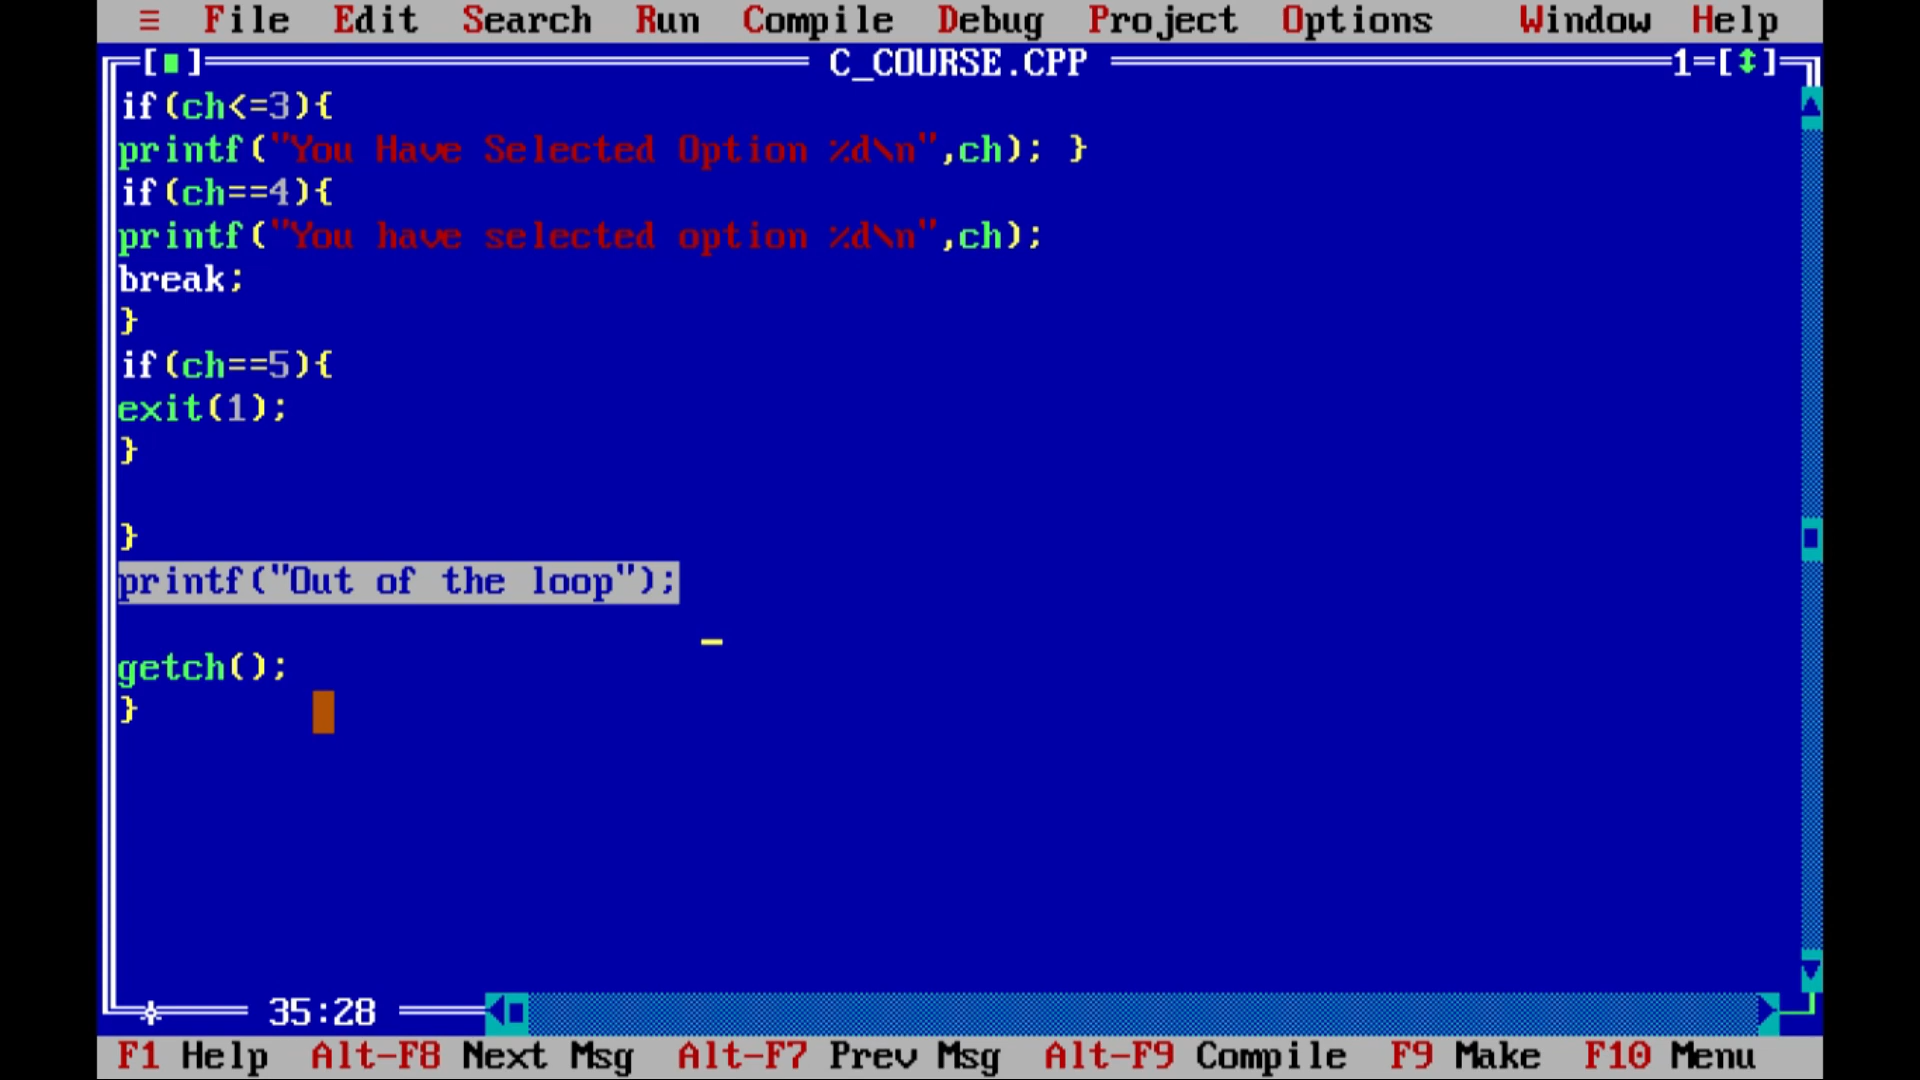 ≡ File Edit Search Run Compile Debug Project Options Window Help
[■] C_COURSE.CPP 1=[↕]
if(ch<=3){
printf("You Have Selected Option %d\n",ch); }
if(ch==4){
printf("You have selected option %d\n",ch);
break;
}
if(ch==5){
exit(1);
}
}
printf("Out of the loop");
getch();
}
35:28
F1 Help Alt-F8 Next Msg Alt-F7 Prev Msg Alt-F9 Compile F9 Make F10 Menu